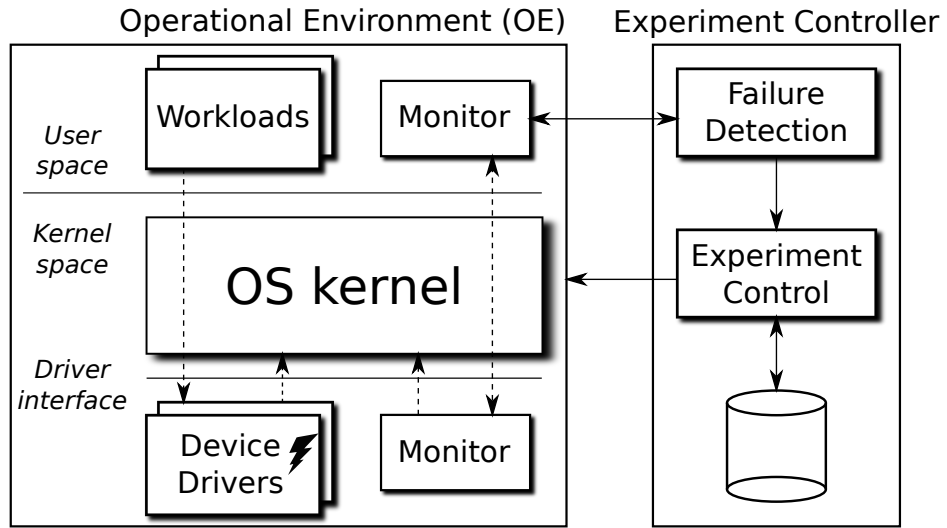 Operational Environment (OE)
Experiment Controller
Workloads
Monitor
Failure
Detection
User
space
Kernel
space
OS kernel
Experiment
Control
Driver
interface
Device
Drivers
Monitor